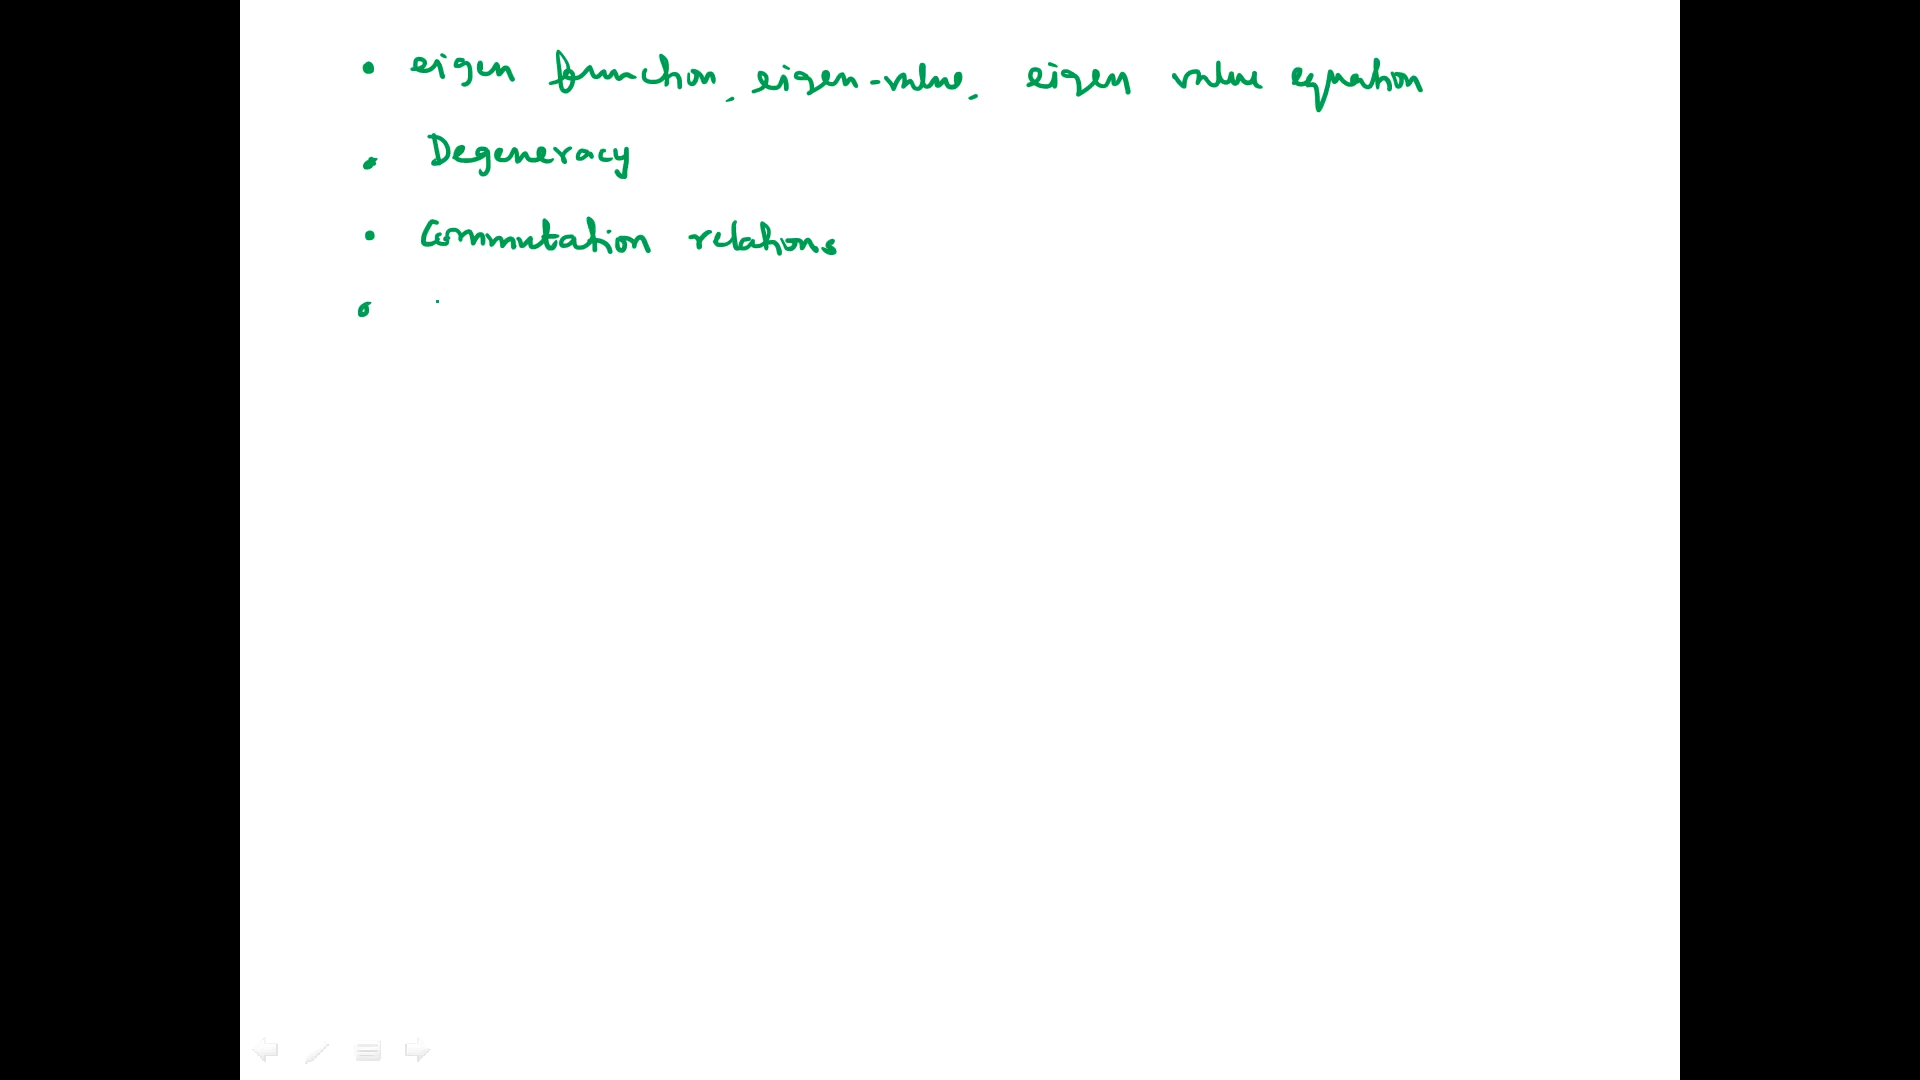 • eigen function, eigen-value, eigen value equation
• Degeneracy
• Commutation relations
•